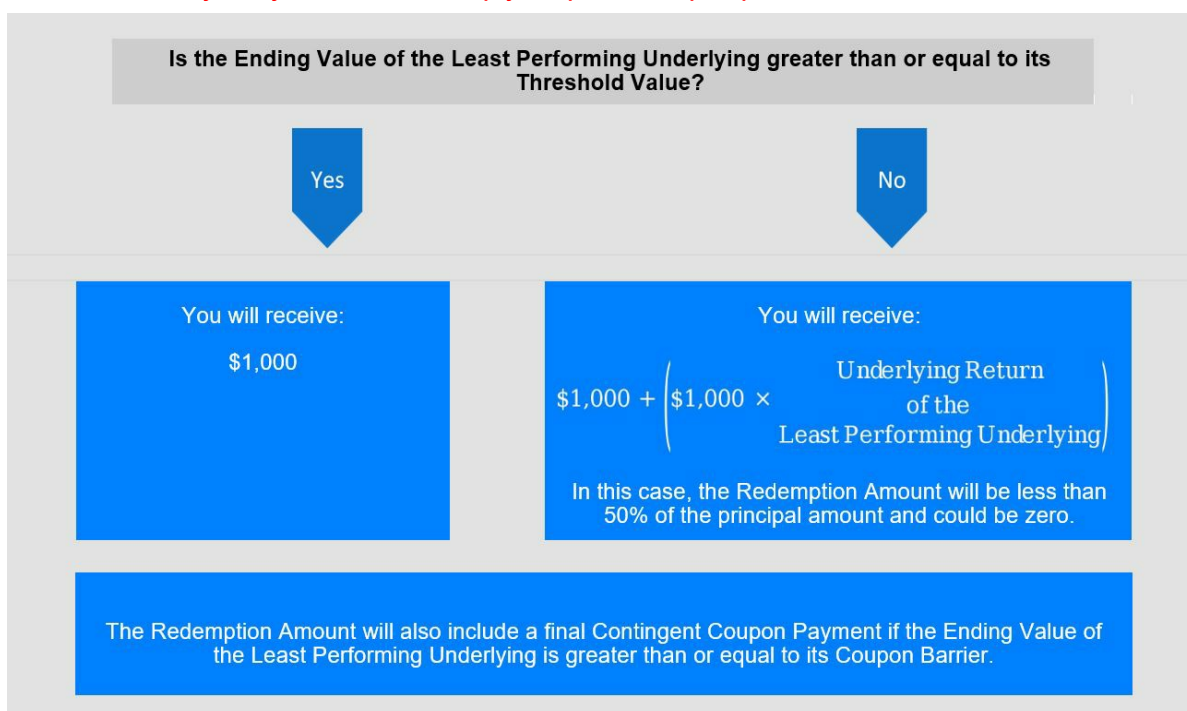 Is the Ending Value of the Least Performing Underlying greater than or equal to its
Threshold Value?
Yes
No
You will receive:
$1,000
You will receive:
$1,000 + ($1,000 × Underlying Return
of the
Least Performing Underlying)
In this case, the Redemption Amount will be less than
50% of the principal amount and could be zero.
The Redemption Amount will also include a final Contingent Coupon Payment if the Ending Value of
the Least Performing Underlying is greater than or equal to its Coupon Barrier.